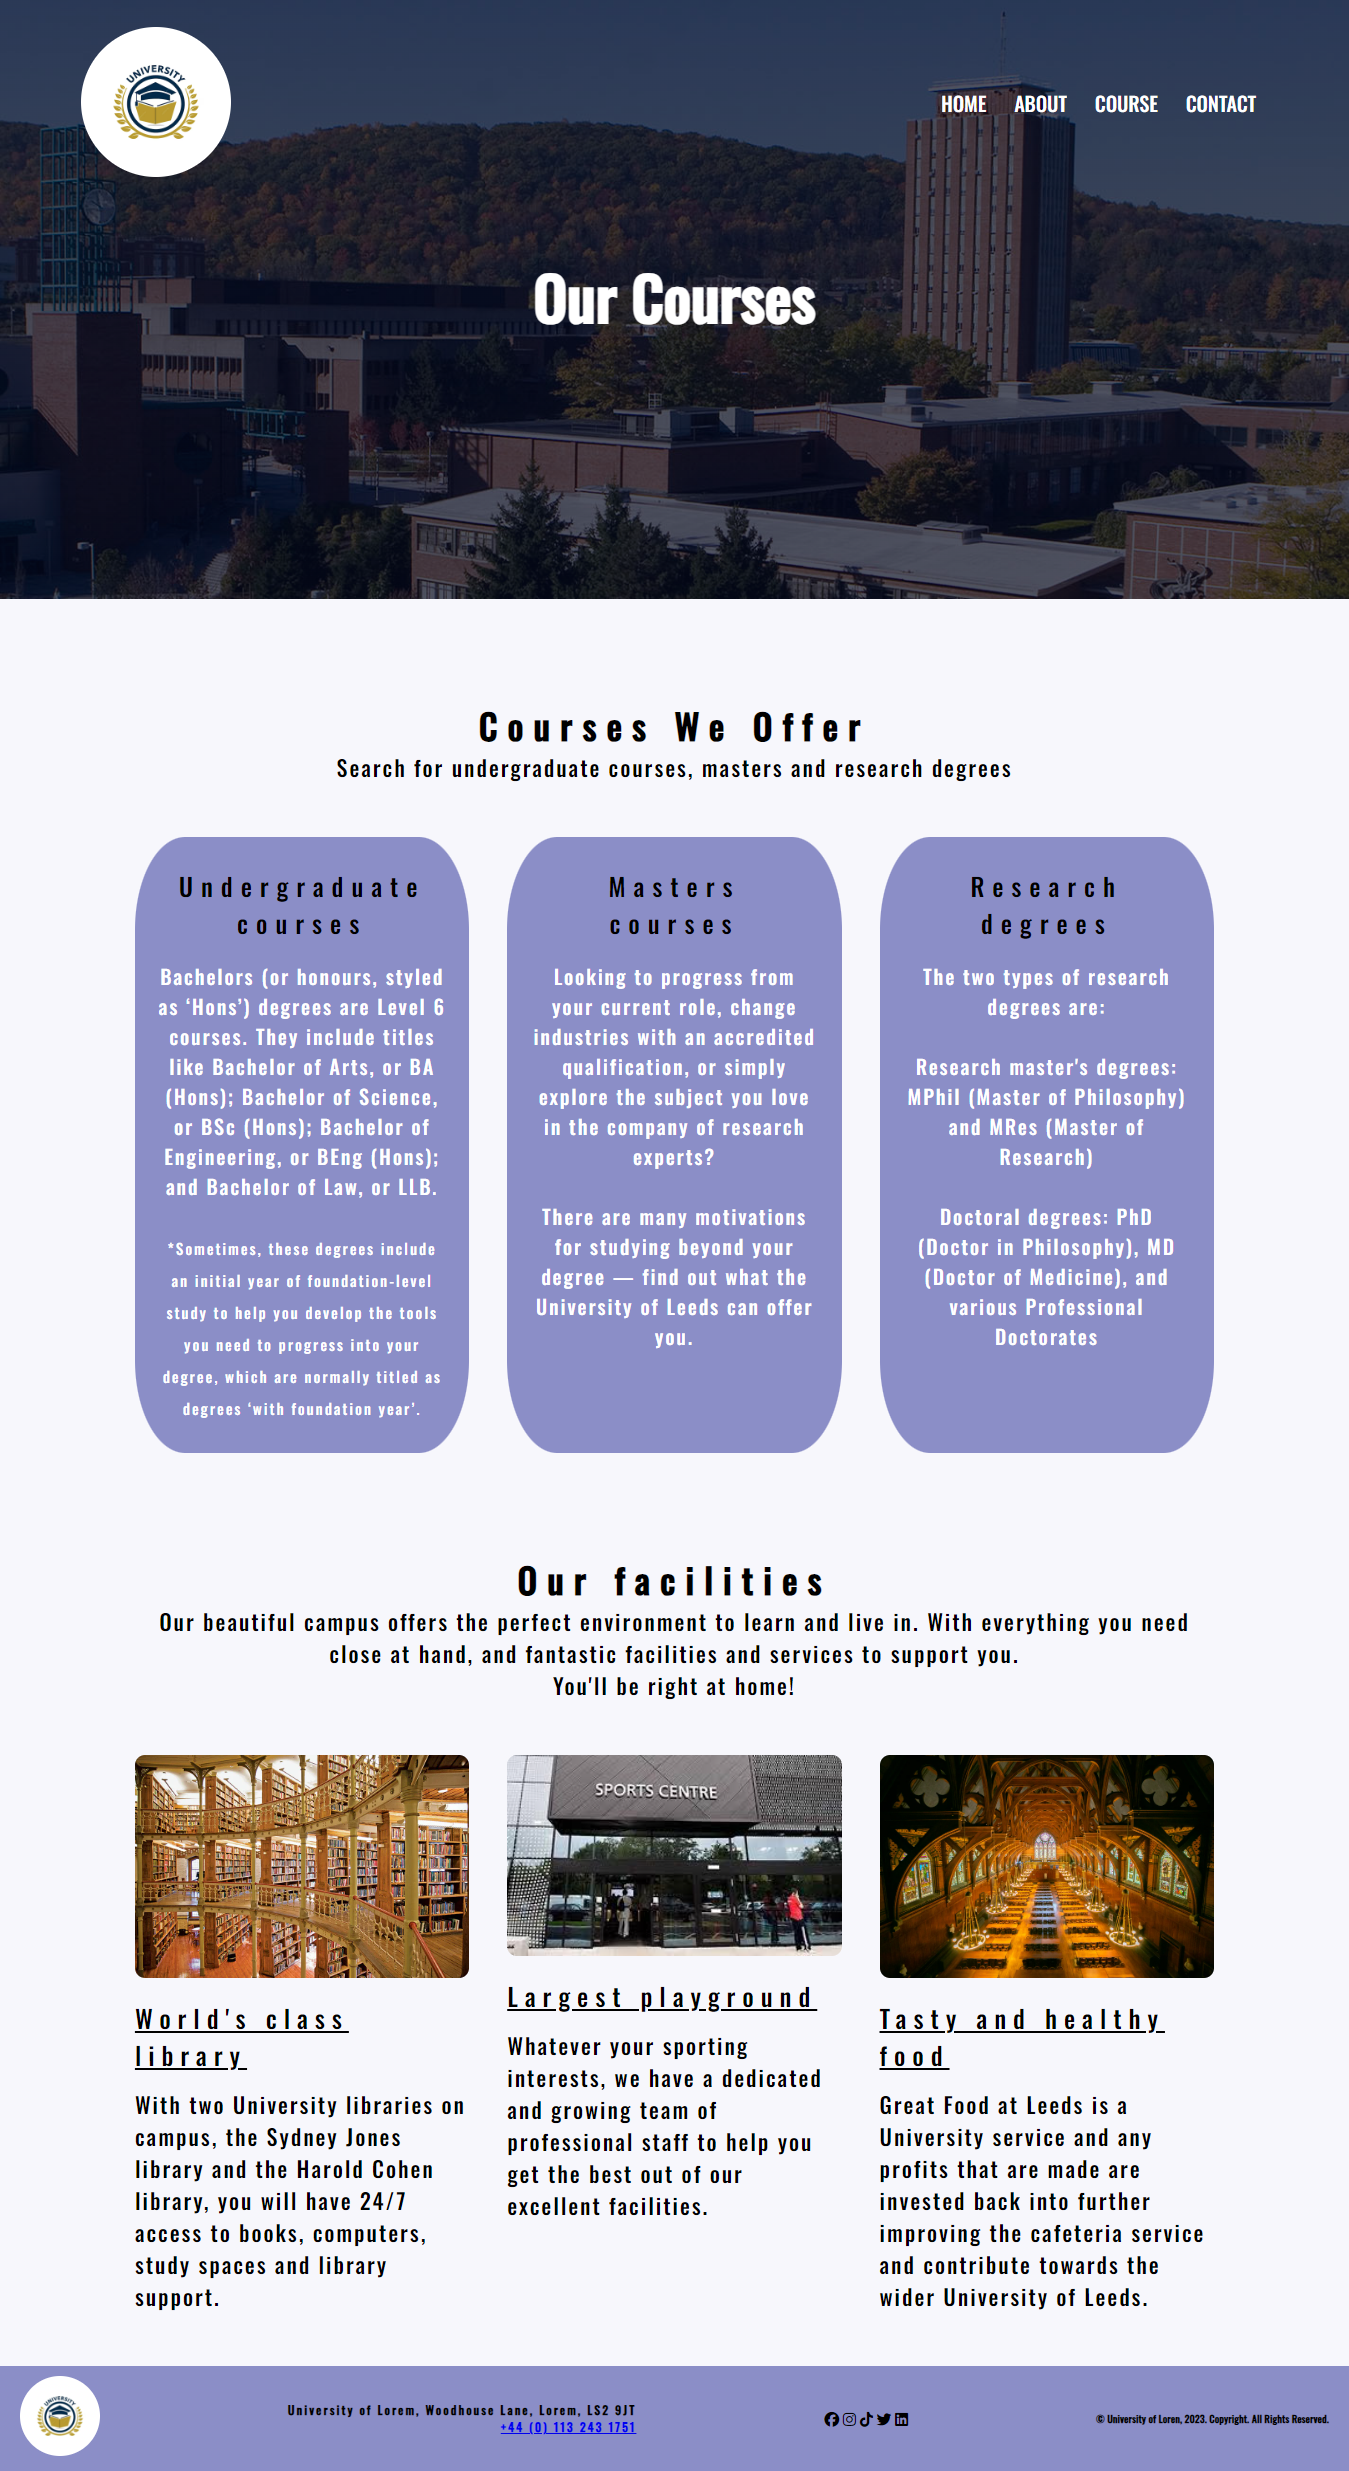 UNIVERSITY
HOME ABOUT COURSE CONTACT
Our Courses
Courses We Offer
Search for undergraduate courses, masters and research degrees
Undergraduate
courses
Bachelors (or honours, styled
as ‘Hons’) degrees are Level 6
courses. They include titles
like Bachelor of Arts, or BA
(Hons); Bachelor of Science,
or BSc (Hons); Bachelor of
Engineering, or BEng (Hons);
and Bachelor of Law, or LLB.
*Sometimes, these degrees include
an initial year of foundation-level
study to help you develop the tools
you need to progress into your
degree, which are normally titled as
degrees ‘with foundation year’.
Masters
courses
Looking to progress from
your current role, change
industries with an accredited
qualification, or simply
explore the subject you love
in the company of research
experts?
There are many motivations
for studying beyond your
degree — find out what the
University of Leeds can offer
you.
Research
degrees
The two types of research
degrees are:
Research master's degrees:
MPhil (Master of Philosophy)
and MRes (Master of
Research)
Doctoral degrees: PhD
(Doctor in Philosophy), MD
(Doctor of Medicine), and
various Professional
Doctorates
Our facilities
Our beautiful campus offers the perfect environment to learn and live in. With everything you need
close at hand, and fantastic facilities and services to support you.
You'll be right at home!
World's class
library
With two University libraries on
campus, the Sydney Jones
library and the Harold Cohen
library, you will have 24/7
access to books, computers,
study spaces and library
support.
SPORTS CENTRE
Largest playground
Whatever your sporting
interests, we have a dedicated
and growing team of
professional staff to help you
get the best out of our
excellent facilities.
Tasty and healthy
food
Great Food at Leeds is a
University service and any
profits that are made are
invested back into further
improving the cafeteria service
and contribute towards the
wider University of Leeds.
UNIVERSITY
University of Lorem, Woodhouse Lane, Lorem, LS2 9JT
+44 (0) 113 243 1751
© University of Loren, 2023. Copyright. All Rights Reserved.